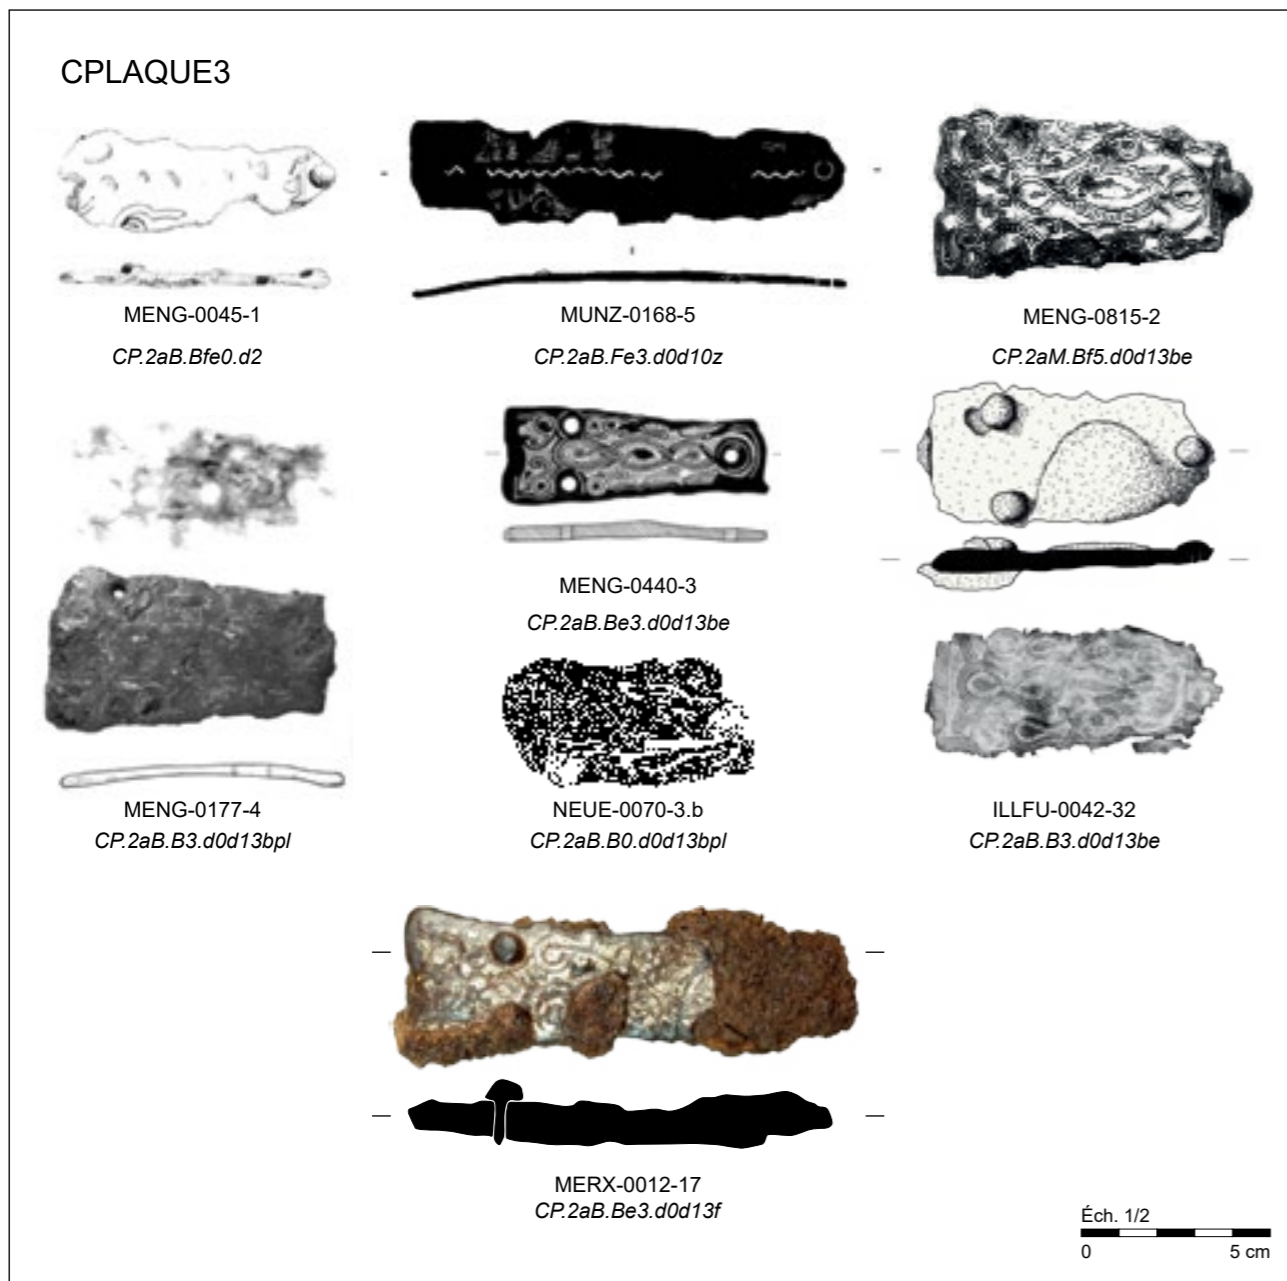 CPLAQUE3
MENG-0045-1
CP.2aB.Bfe0.d2
MUNZ-0168-5
CP.2aB.Fe3.d0d10z
MENG-0815-2
CP.2aM.Bf5.d0d13be
MENG-0440-3
CP.2aB.Be3.d0d13be
MENG-0177-4
CP.2aB.B3.d0d13bpl
NEUE-0070-3.b
CP.2aB.B0.d0d13bpl
ILLFU-0042-32
CP.2aB.B3.d0d13be
MERX-0012-17
CP.2aB.Be3.d0d13f
Éch. 1/2
0 5 cm